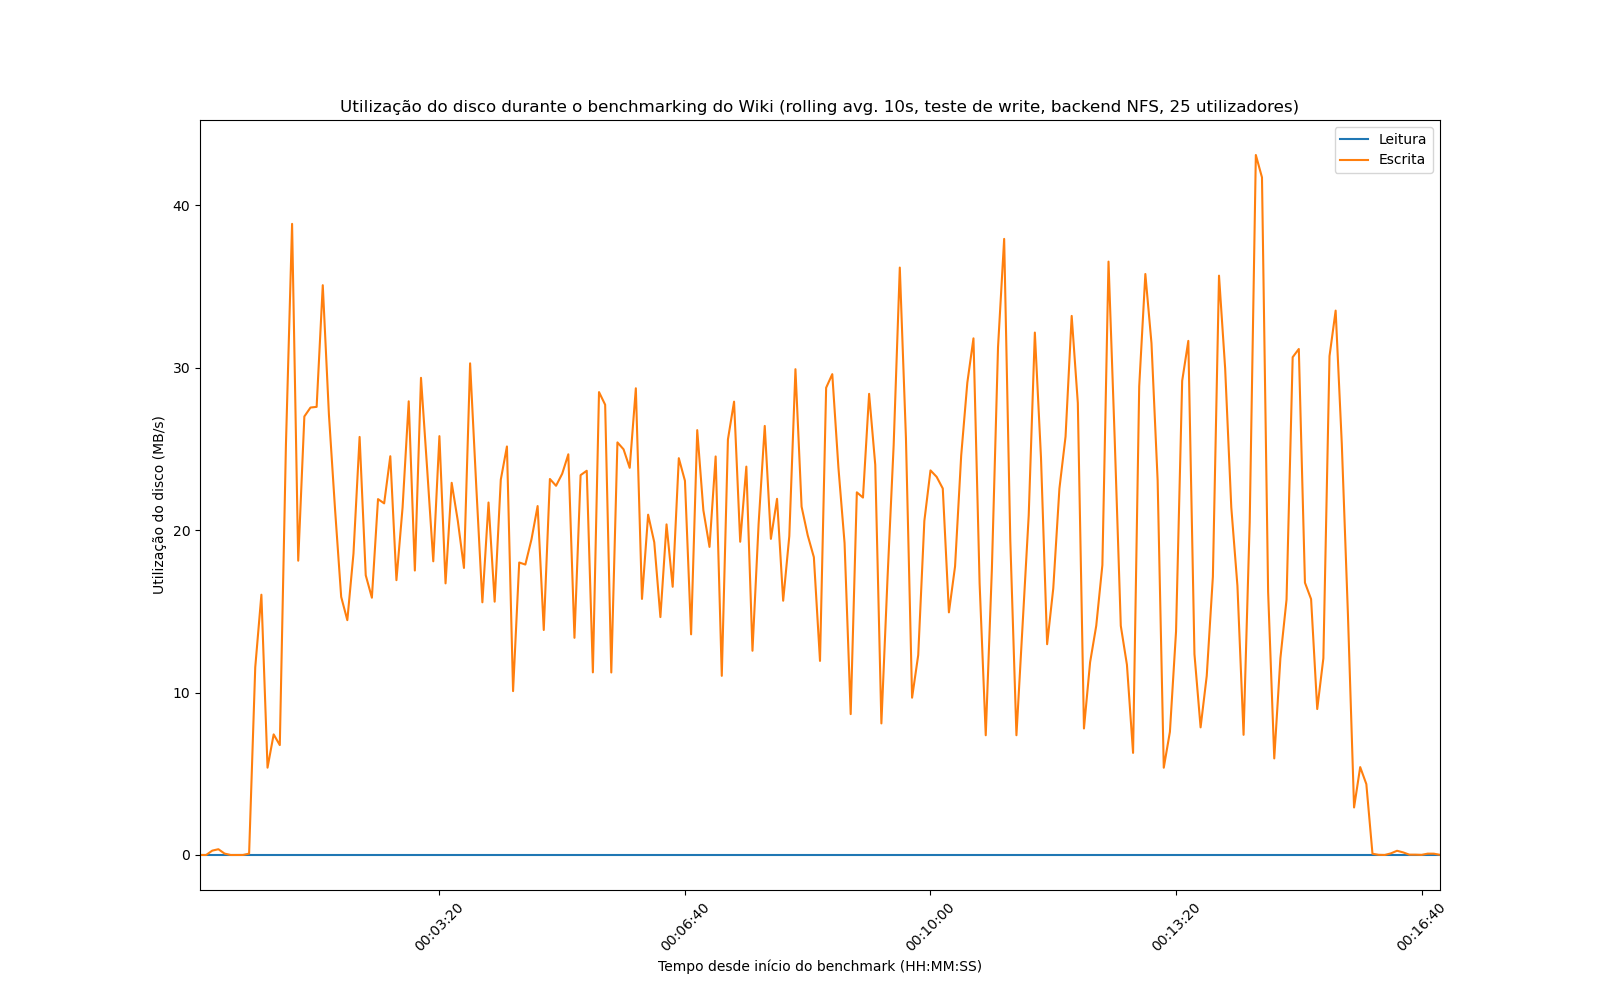 Utilização do disco durante o benchmarking do Wiki (rolling avg. 10s, teste de write, backend NFS, 25 utilizadores)
Leitura
Escrita
Utilização do disco (MB/s)
40
30
20
10
0
00:03:20
00:06:40
00:10:00
00:13:20
00:16:40
Tempo desde início do benchmark (HH:MM:SS)